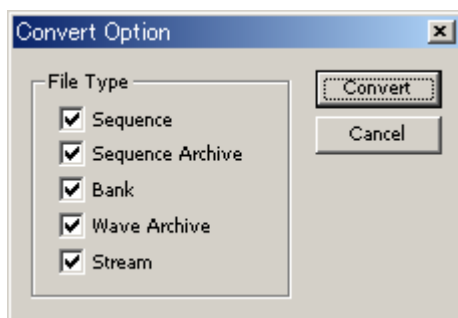 Convert Option
File Type
Sequence
Sequence Archive
Bank
Wave Archive
Stream
Convert
Cancel